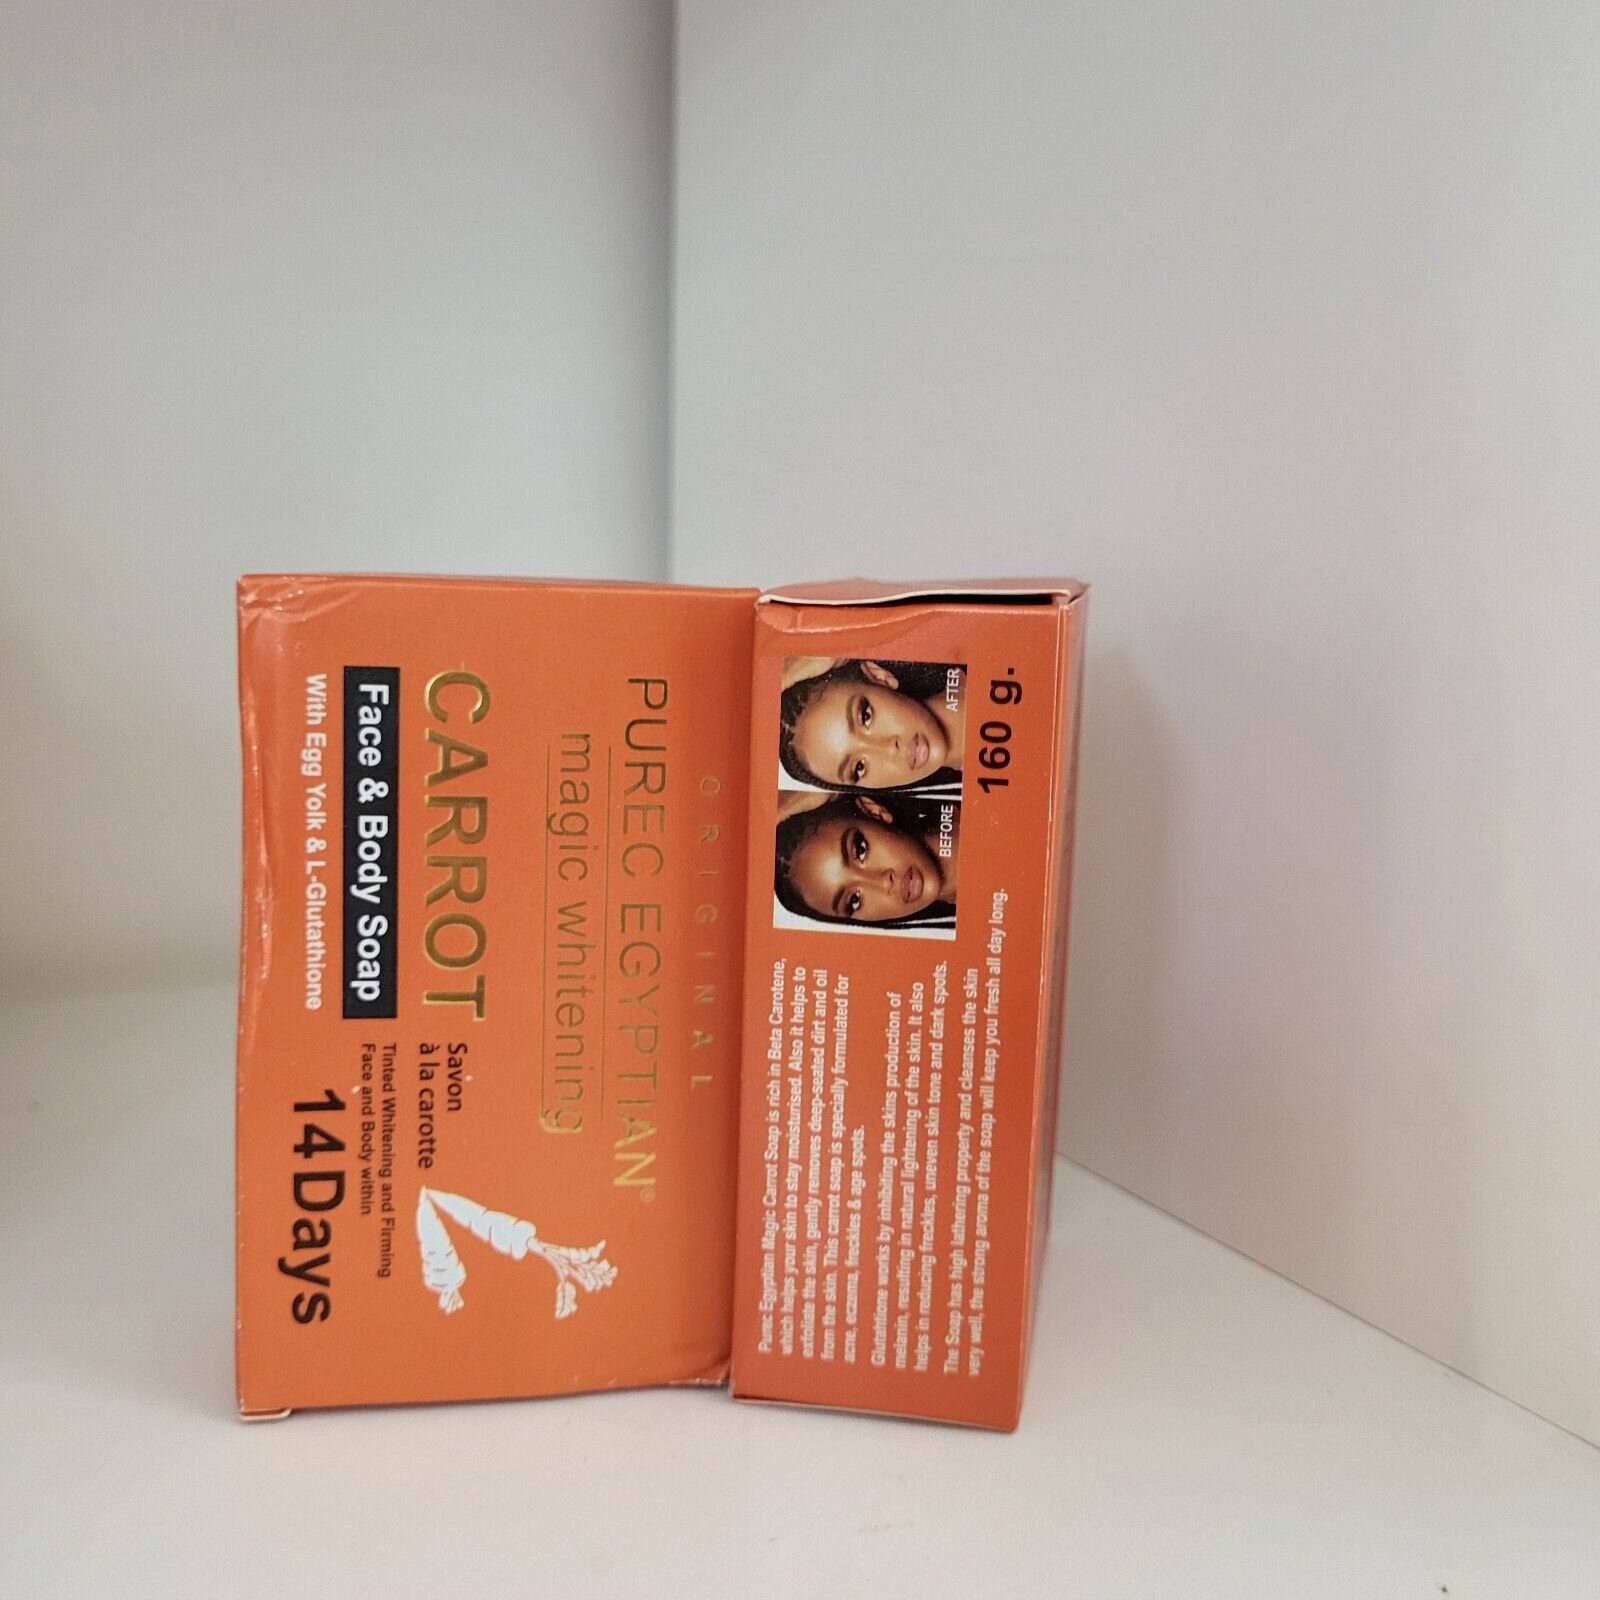 ORIGINAL
PUREC EGYPTIAN®
magic whitening
CARROT
Savon
à la carotte
Face & Body Soap
Tinted Whitening and Firming
Face and Body within
14 Days
With Egg Yolk & L-Glutathione
Purec Egyptian Magic Carrot Soap is rich in Beta Carotene,
which helps your skin to stay moisturised. Also it helps to
exfoliate the skin, gently removes deep-seated dirt and oil
from the skin. This carrot soap is specially formulated for
acne, eczema, freckles & age spots.
Glutathione works by inhibiting the skins production of
melanin, resulting in natural lightening of the skin. It also
helps in reducing freckles, uneven skin tone and dark spots.
The Soap has high lathering property and cleanses the skin
very well, the strong aroma of the soap will keep you fresh all day long.
BEFORE
AFTER
160 g.